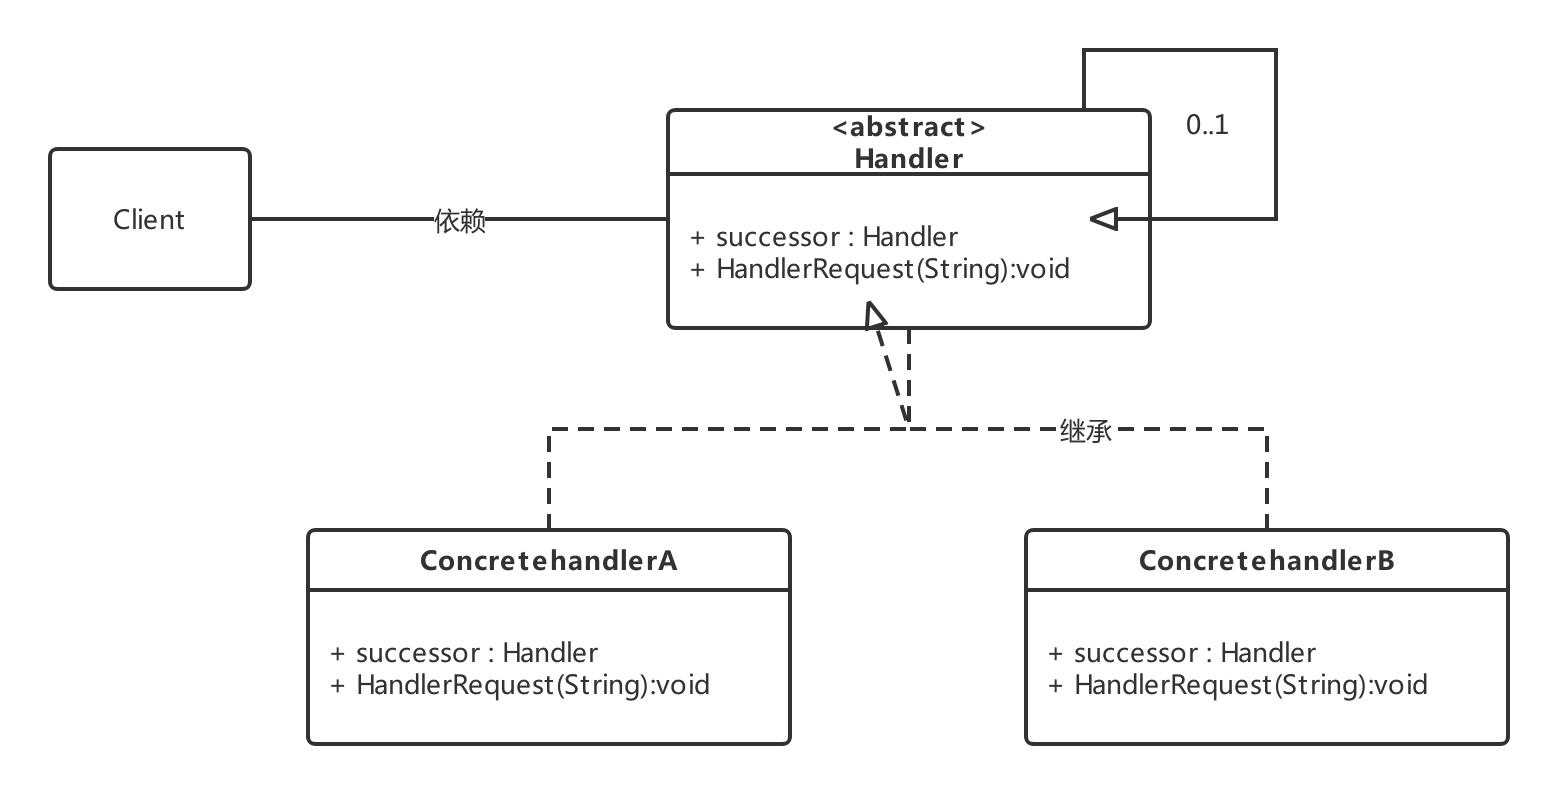 <abstract>
Handler
0..1
Client
依赖
+ successor : Handler
+ HandlerRequest(String):void
继承
ConcretehandlerA
+ successor : Handler
+ HandlerRequest(String):void
ConcretehandlerB
+ successor : Handler
+ HandlerRequest(String):void